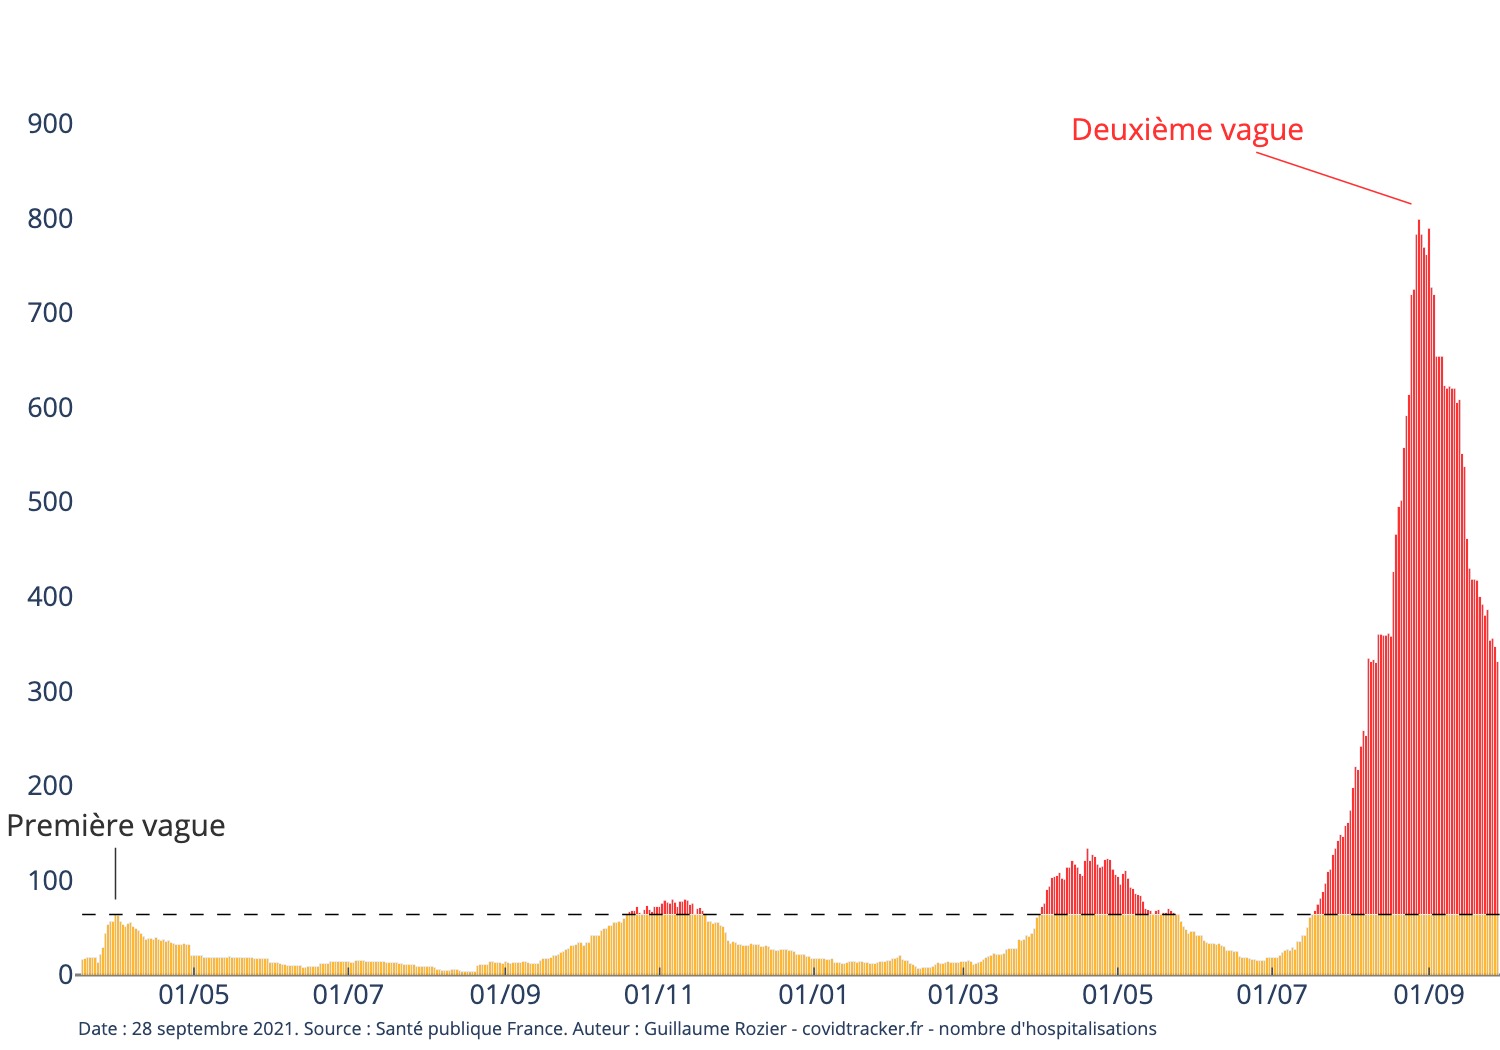 900
Deuxième vague
800
700
600
500
400
300
200
Première vague
100
0
01/05 01/07 01/09 01/11 01/01 01/03 01/05 01/07 01/09
Date : 28 septembre 2021. Source : Santé publique France. Auteur : Guillaume Rozier - covidtracker.fr - nombre d'hospitalisations